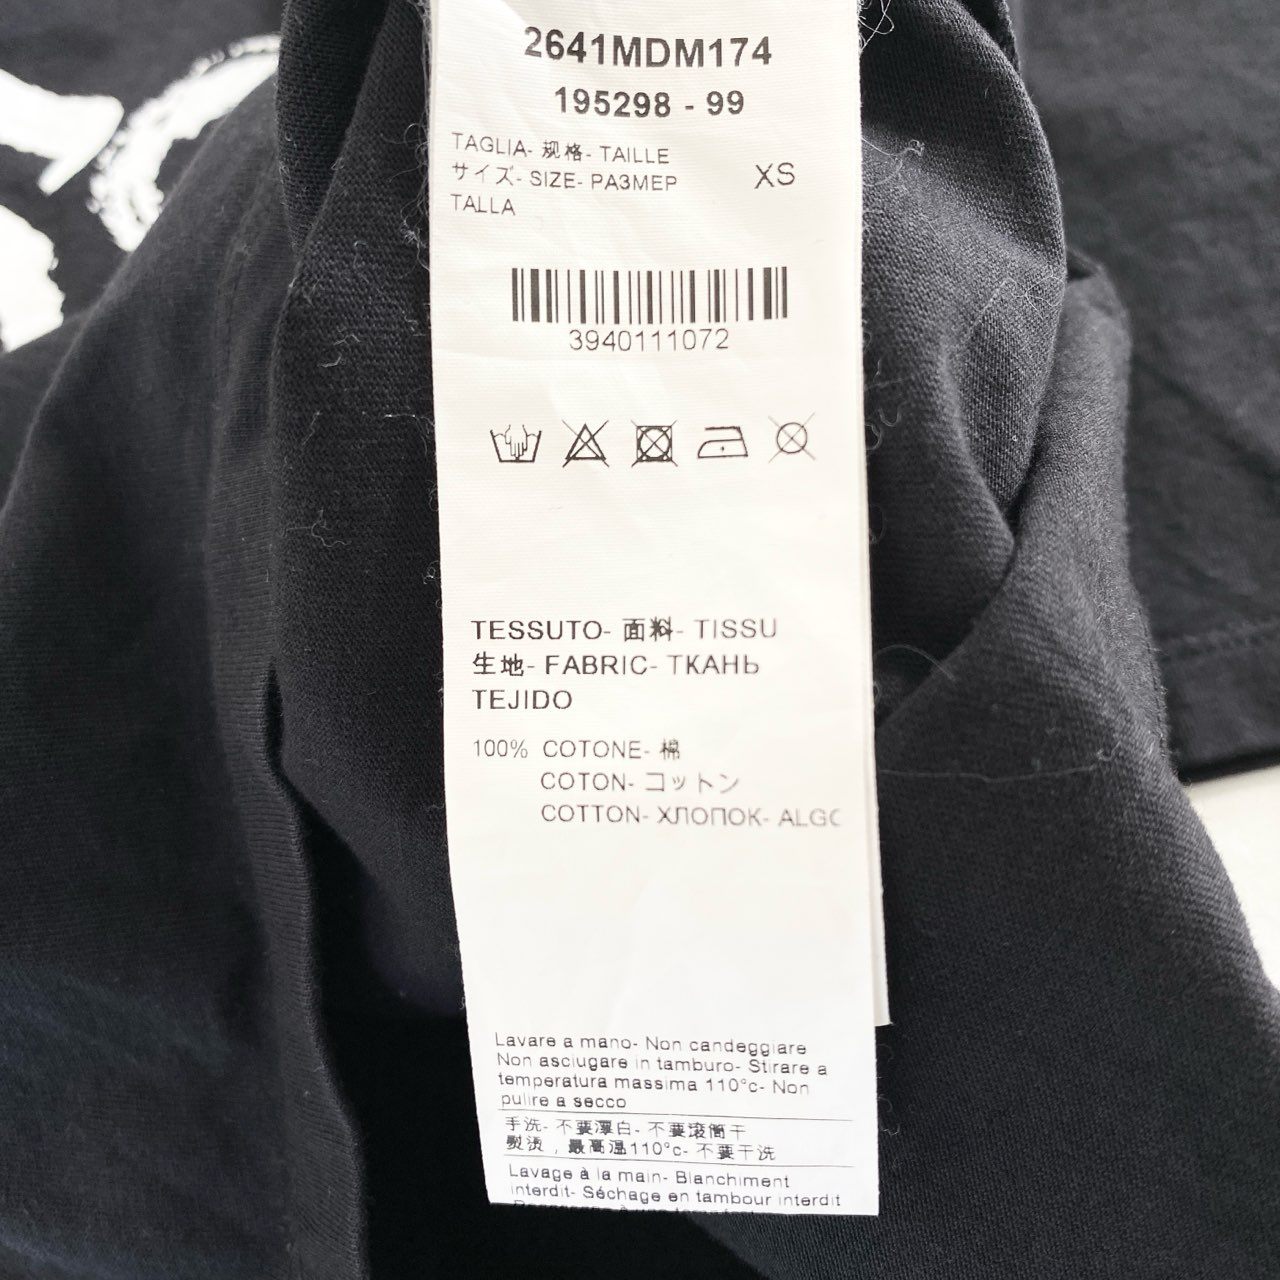 2641MDM174
195298 - 99
TAGLIA- 规格- TAILLE
サイズ- SIZE- РАЗМЕР
TALLA
XS
3940111072
TESSUTO- 面料- TISSU
生地- FABRIC- ТКАНЬ
TEJIDO
100% COTONE- 棉
COTON- コットン
COTTON- ХЛОПОК- ALGO
Lavare a mano- Non candeggiare
Non asciugare in tamburo- Stirare a
temperatura massima 110°c- Non
pulire a secco
手洗- 不要漂白- 不要滚筒干
熨烫，最高温110°c- 不要干洗
Lavage à la main- Blanchiment
interdit- Séchage en tambour interdit